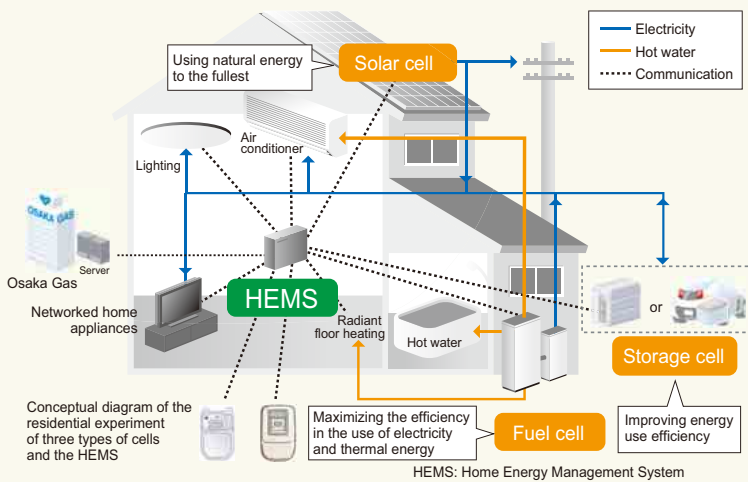 Using natural energy
to the fullest
Solar cell
Electricity
Hot water
Communication
Air
conditioner
Lighting
OSAKA GAS
Server
Osaka Gas
Networked home
appliances
HEMS
Radiant
floor heating
Hot water
or
Storage cell
Conceptual diagram of the
residential experiment
of three types of cells
and the HEMS
Maximizing the efficiency
in the use of electricity
and thermal energy
Fuel cell
Improving energy
use efficiency
HEMS: Home Energy Management System